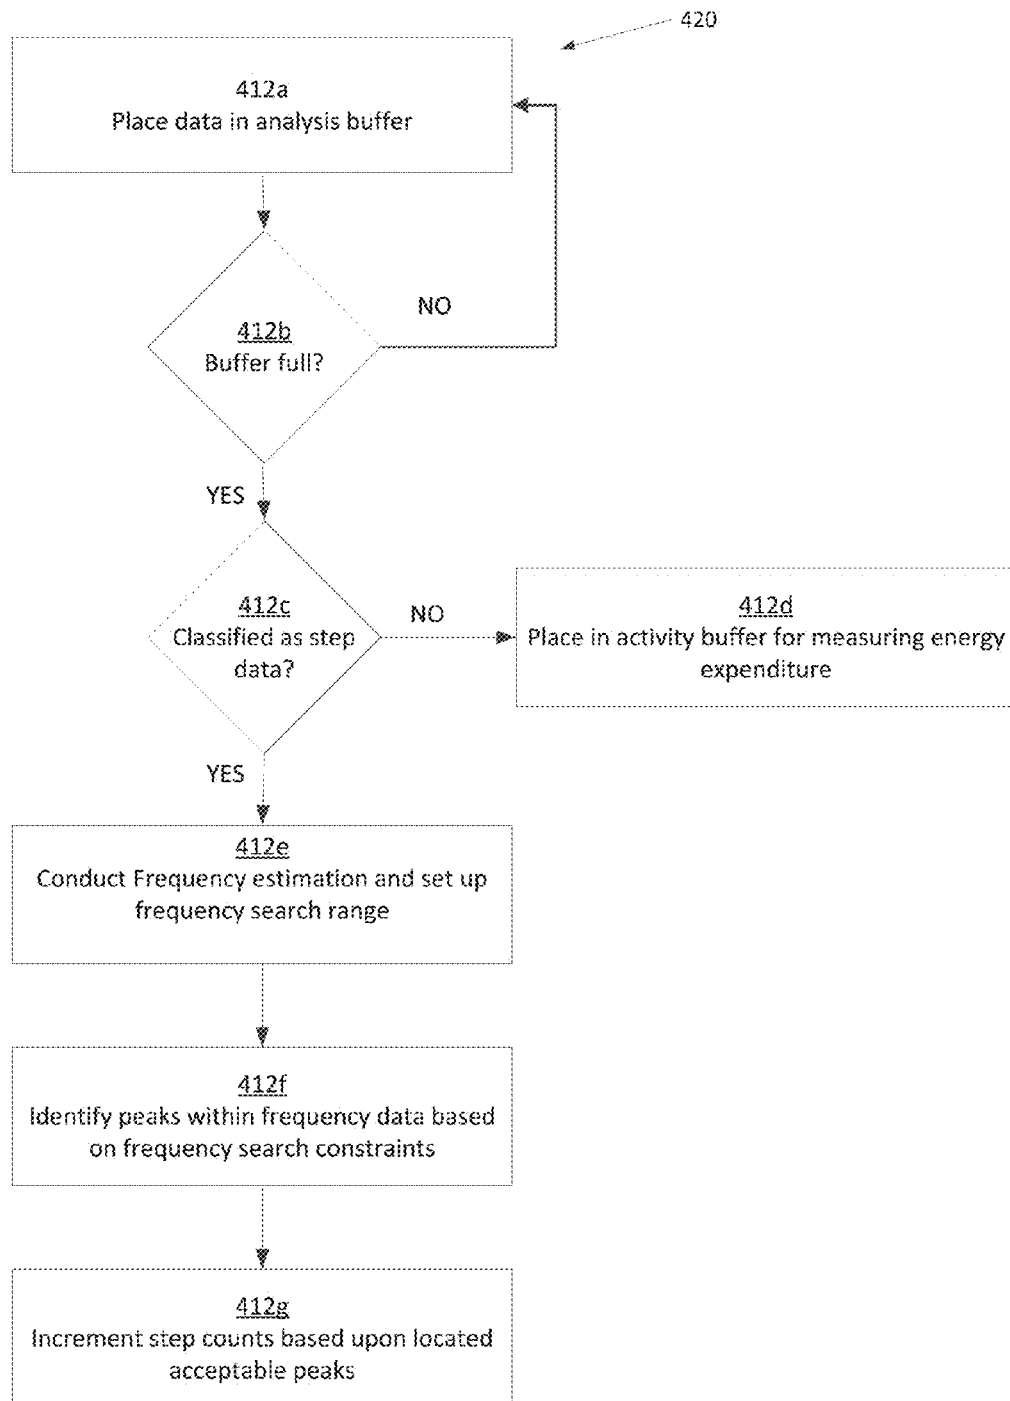 420
412a
Place data in analysis buffer
NO
412b
Buffer full?
YES
412c
Classified as step
data?
NO
412d
Place in activity buffer for measuring energy
expenditure
YES
412e
Conduct Frequency estimation and set up
frequency search range
412f
Identify peaks within frequency data based
on frequency search constraints
412g
Increment step counts based upon located
acceptable peaks